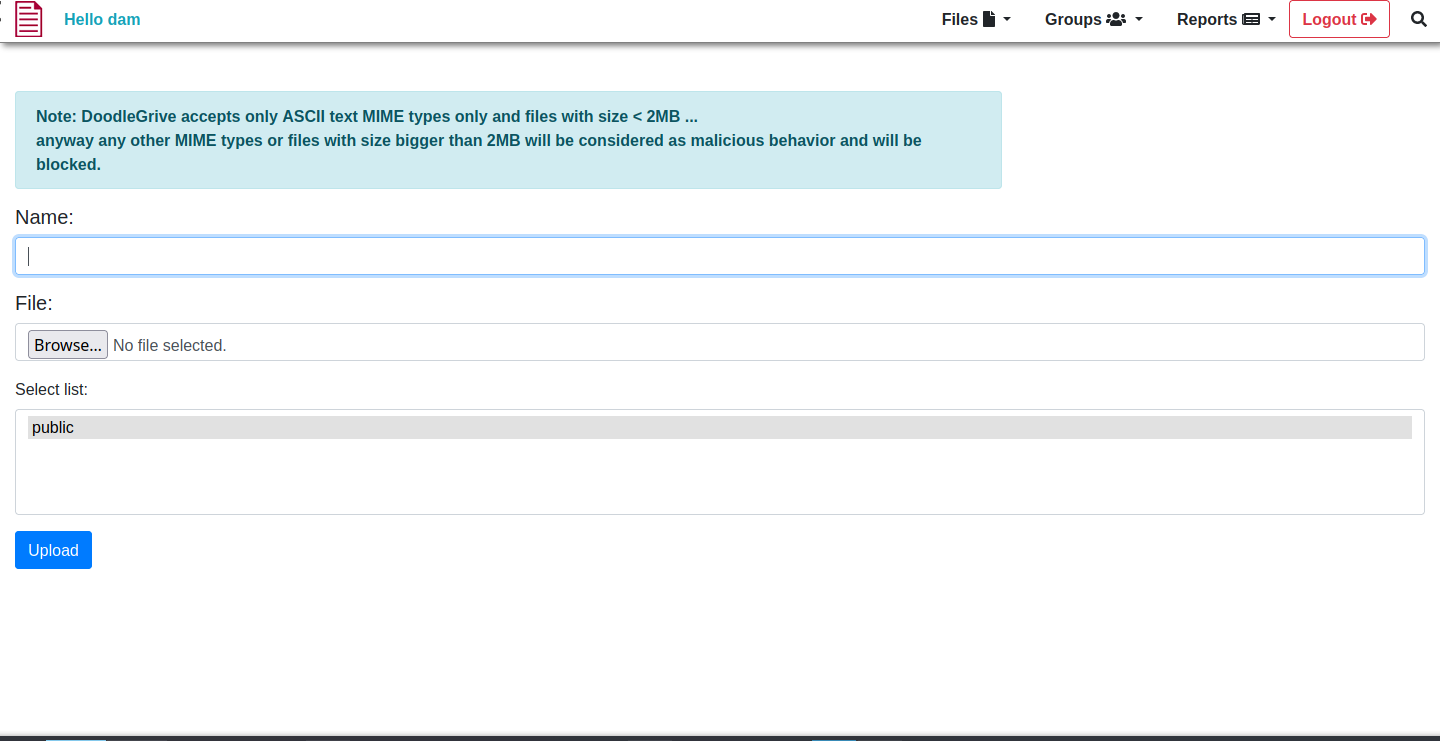 Hello dam Files Groups Reports Logout
Note: DoodleGrive accepts only ASCII text MIME types only and files with size < 2MB ...
anyway any other MIME types or files with size bigger than 2MB will be considered as malicious behavior and will be
blocked.
Name:
File:
Browse... No file selected.
Select list:
public
Upload